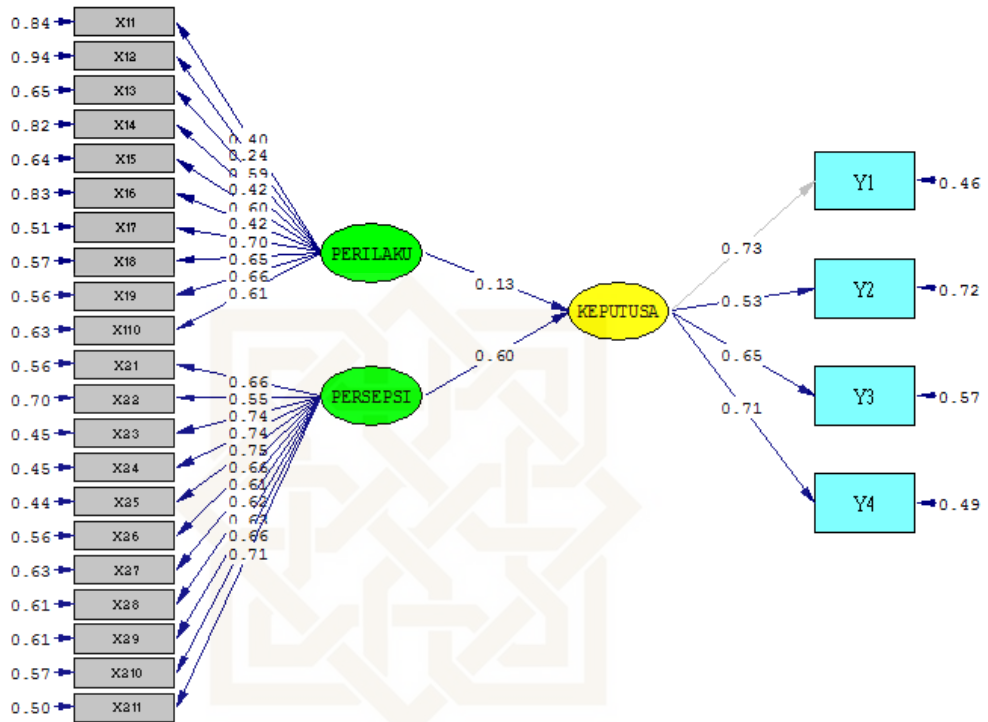 0.84 X11
0.94 X12
0.65 X13
0.82 X14
0.64 X15
0.83 X16
0.51 X17
0.57 X18
0.56 X19
0.63 X110
0.56 X21
0.70 X22
0.45 X23
0.45 X24
0.44 X25
0.56 X26
0.63 X27
0.61 X28
0.61 X29
0.57 X210
0.50 X211
0.40
0.24
0.59
0.42
0.60
0.42
0.70
0.65
0.66
0.61
0.66
0.55
0.74
0.74
0.75
0.66
0.61
0.62
0.66
0.71
PERILAKU
PERSEPSI
0.13
0.60
KEPUTUSA
0.73
0.53
0.65
0.71
Y1 0.46
Y2 0.72
Y3 0.57
Y4 0.49